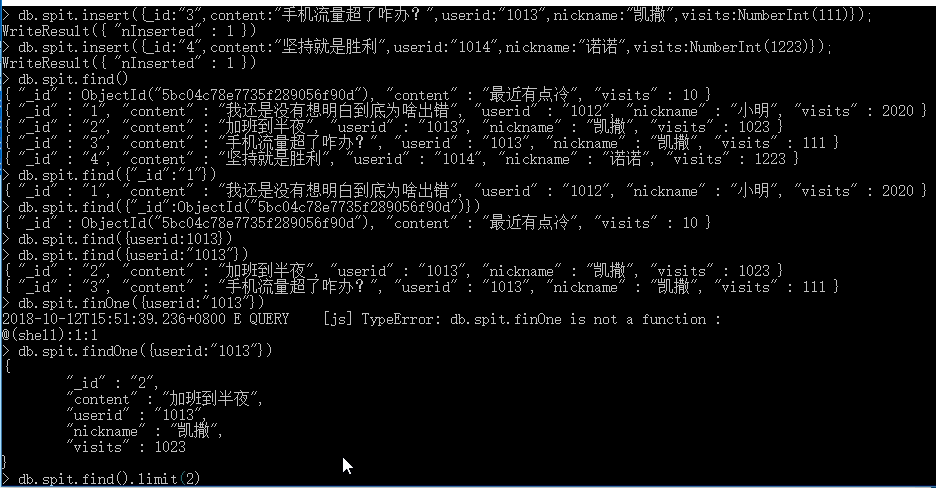 > db.spit.insert({_id:"3",content:"手机流量超了咋办？",userid:"1013",nickname:"凯撒",visits:NumberInt(111)});
WriteResult({ "nInserted" : 1 })
> db.spit.insert({_id:"4",content:"坚持就是胜利",userid:"1014",nickname:"诺诺",visits:NumberInt(1223)});
WriteResult({ "nInserted" : 1 })
> db.spit.find()
{ "_id" : ObjectId("5bc04c78e7735f289056f90d"), "content" : "最近有点冷", "visits" : 10 }
{ "_id" : "1", "content" : "我还是没有想明白到底为啥出错", "userid" : "1012", "nickname" : "小明", "visits" : 2020 }
{ "_id" : "2", "content" : "加班到半夜", "userid" : "1013", "nickname" : "凯撒", "visits" : 1023 }
{ "_id" : "3", "content" : "手机流量超了咋办？", "userid" : "1013", "nickname" : "凯撒", "visits" : 111 }
{ "_id" : "4", "content" : "坚持就是胜利", "userid" : "1014", "nickname" : "诺诺", "visits" : 1223 }
> db.spit.find({"_id":"1"})
{ "_id" : "1", "content" : "我还是没有想明白到底为啥出错", "userid" : "1012", "nickname" : "小明", "visits" : 2020 }
> db.spit.find({"_id":ObjectId("5bc04c78e7735f289056f90d")})
{ "_id" : ObjectId("5bc04c78e7735f289056f90d"), "content" : "最近有点冷", "visits" : 10 }
> db.spit.find({userid:1013})
> db.spit.find({userid:"1013"})
{ "_id" : "2", "content" : "加班到半夜", "userid" : "1013", "nickname" : "凯撒", "visits" : 1023 }
{ "_id" : "3", "content" : "手机流量超了咋办？", "userid" : "1013", "nickname" : "凯撒", "visits" : 111 }
> db.spit.finOne({userid:"1013"})
2018-10-12T15:51:39.236+0800 E QUERY    [js] TypeError: db.spit.finOne is not a function :
@(shell):1:1
> db.spit.findOne({userid:"1013"})
{
"_id" : "2",
"content" : "加班到半夜",
"userid" : "1013",
"nickname" : "凯撒",
"visits" : 1023
}
> db.spit.find().limit(2)